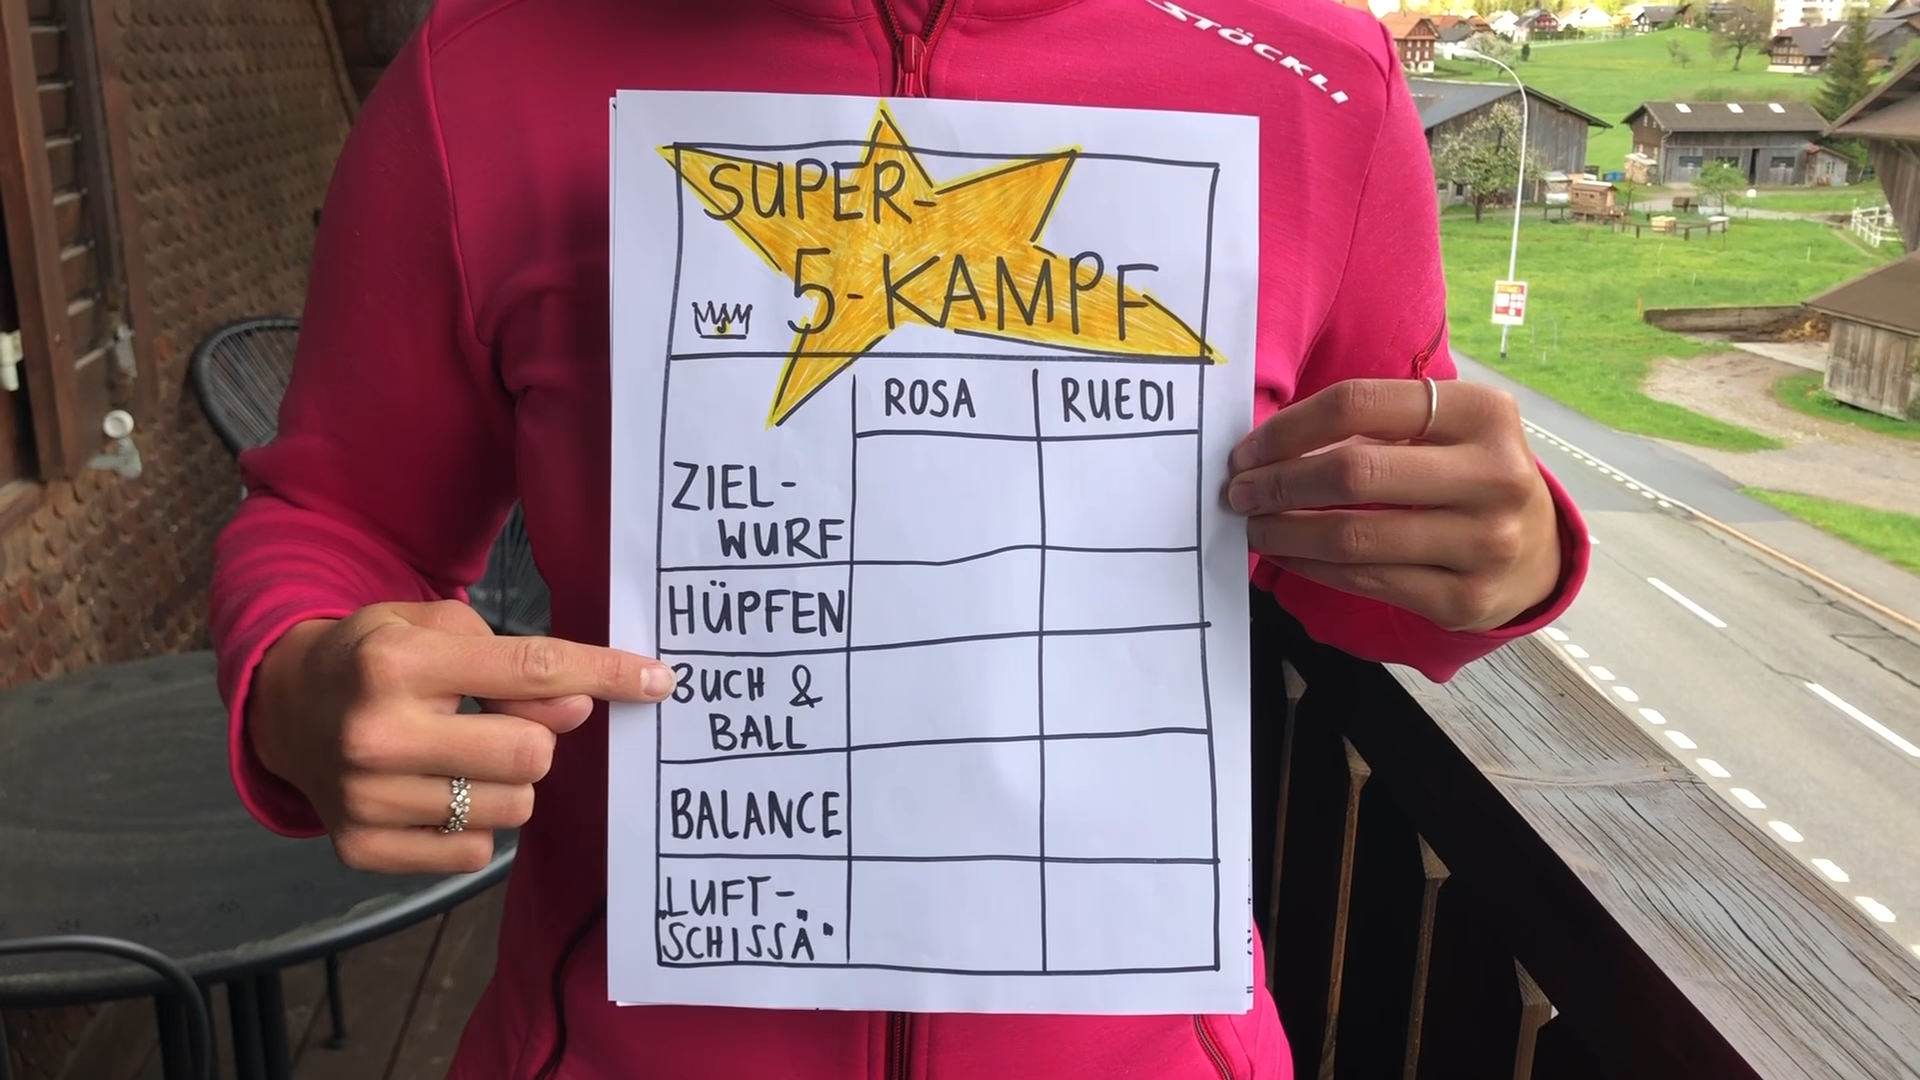 STÖCKLI
SUPER-
5-KAMPF
ROSA RUEDI
ZIEL-
WURF
HÜPFEN
BUCH &
BALL
BALANCE
„LUFT-
SCHISSÄ"